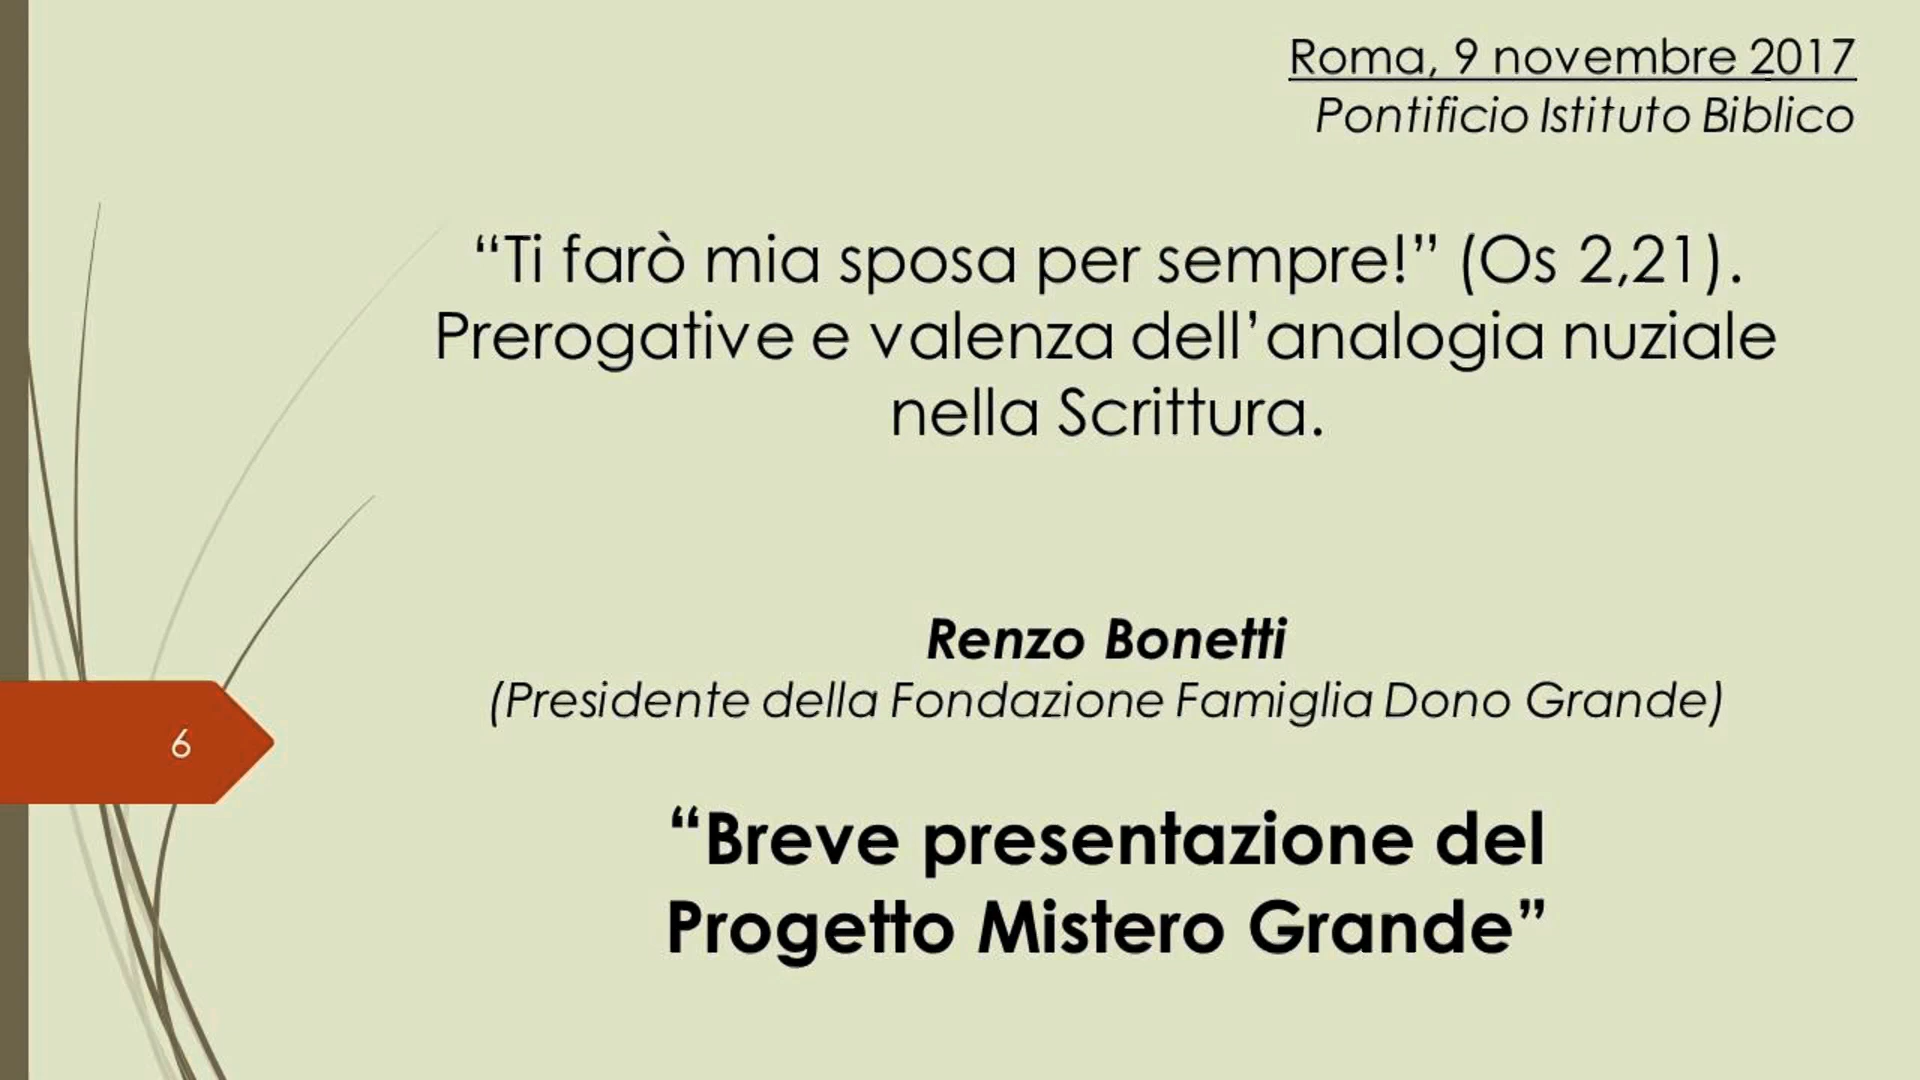 Roma, 9 novembre 2017
Pontificio Istituto Biblico
“Ti farò mia sposa per sempre!” (Os 2,21).
Prerogative e valenza dell’analogia nuziale
nella Scrittura.
Renzo Bonetti
(Presidente della Fondazione Famiglia Dono Grande)
6
“Breve presentazione del
Progetto Mistero Grande”